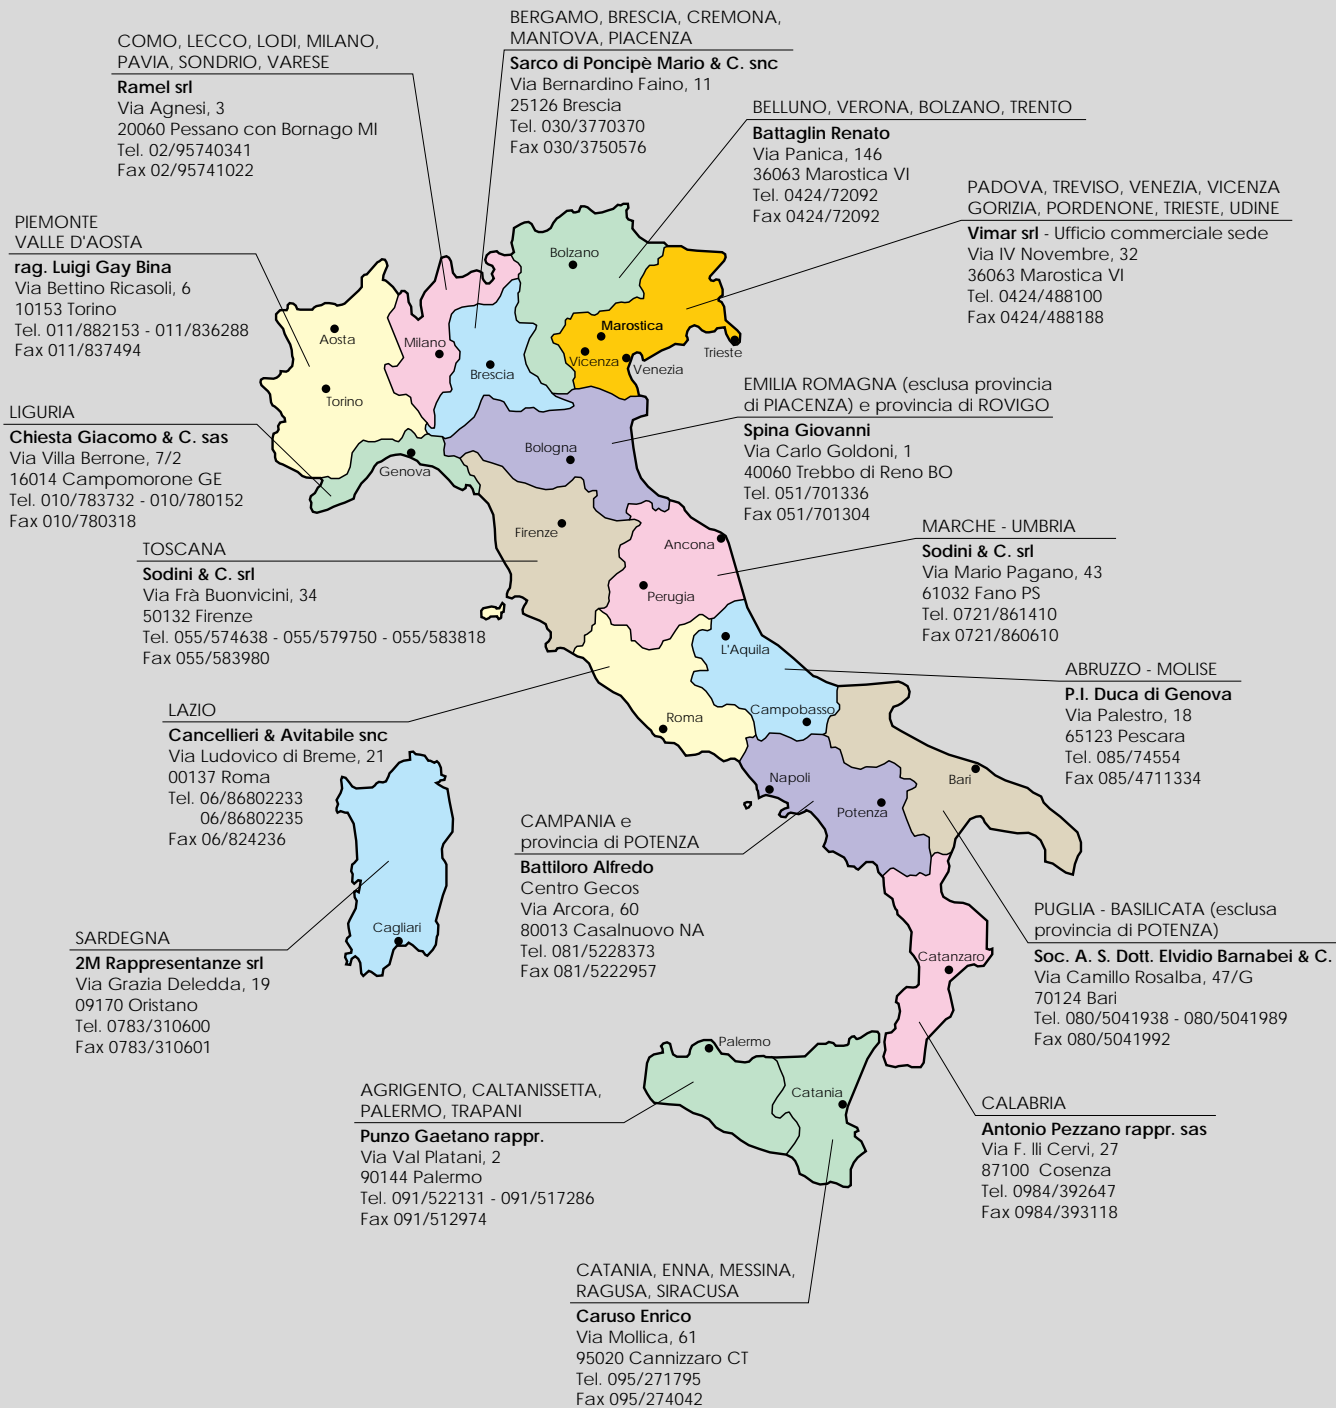 COMO, LECCO, LODI, MILANO,
PAVIA, SONDRIO, VARESE
Ramel srl
Via Agnesi, 3
20060 Pessano con Bornago MI
Tel. 02/95740341
Fax 02/95741022
BERGAMO, BRESCIA, CREMONA,
MANTOVA, PIACENZA
Sarco di Poncipè Mario & C. snc
Via Bernardino Faino, 11
25126 Brescia
Tel. 030/3770370
Fax 030/3750576
BELLUNO, VERONA, BOLZANO, TRENTO
Battaglin Renato
Via Panica, 146
36063 Marostica VI
Tel. 0424/72092
Fax 0424/72092
PADOVA, TREVISO, VENEZIA, VICENZA
GORIZIA, PORDENONE, TRIESTE, UDINE
Vimar srl - Ufficio commerciale sede
Via IV Novembre, 32
36063 Marostica VI
Tel. 0424/488100
Fax 0424/488188
PIEMONTE
VALLE D'AOSTA
rag. Luigi Gay Bina
Via Bettino Ricasoli, 6
10153 Torino
Tel. 011/882153 - 011/836288
Fax 011/837494
LIGURIA
Chiesta Giacomo & C. sas
Via Villa Berrone, 7/2
16014 Campomorone GE
Tel. 010/783732 - 010/780152
Fax 010/780318
EMILIA ROMAGNA (esclusa provincia
di PIACENZA) e provincia di ROVIGO
Spina Giovanni
Via Carlo Goldoni, 1
40060 Trebbo di Reno BO
Tel. 051/701336
Fax 051/701304
MARCHE - UMBRIA
Sodini & C. srl
Via Mario Pagano, 43
61032 Fano PS
Tel. 0721/861410
Fax 0721/860610
TOSCANA
Sodini & C. srl
Via Frà Buonvicini, 34
50132 Firenze
Tel. 055/574638 - 055/579750 - 055/583818
Fax 055/583980
ABRUZZO - MOLISE
P.I. Duca di Genova
Via Palestro, 18
65123 Pescara
Tel. 085/74554
Fax 085/4711334
LAZIO
Cancellieri & Avitabile snc
Via Ludovico di Breme, 21
00137 Roma
Tel. 06/86802233
06/86802235
Fax 06/824236
CAMPANIA e
provincia di POTENZA
Battiloro Alfredo
Centro Gecos
Via Arcora, 60
80013 Casalnuovo NA
Tel. 081/5228373
Fax 081/5222957
SARDEGNA
2M Rappresentanze srl
Via Grazia Deledda, 19
09170 Oristano
Tel. 0783/310600
Fax 0783/310601
PUGLIA - BASILICATA (esclusa
provincia di POTENZA)
Soc. A. S. Dott. Elvidio Barnabei & C.
Via Camillo Rosalba, 47/G
70124 Bari
Tel. 080/5041938 - 080/5041989
Fax 080/5041992
AGRIGENTO, CALTANISSETTA,
PALERMO, TRAPANI
Punzo Gaetano rappr.
Via Val Platani, 2
90144 Palermo
Tel. 091/522131 - 091/517286
Fax 091/512974
CALABRIA
Antonio Pezzano rappr. sas
Via F. lli Cervi, 27
87100 Cosenza
Tel. 0984/392647
Fax 0984/393118
CATANIA, ENNA, MESSINA,
RAGUSA, SIRACUSA
Caruso Enrico
Via Mollica, 61
95020 Cannizzaro CT
Tel. 095/271795
Fax 095/274042
Bolzano
Aosta
Milano
Marostica
Vicenza
Venezia
Trieste
Brescia
Torino
Bologna
Genova
Firenze
Ancona
Perugia
L'Aquila
Roma
Campobasso
Napoli
Potenza
Bari
Cagliari
Catanzaro
Palermo
Catania